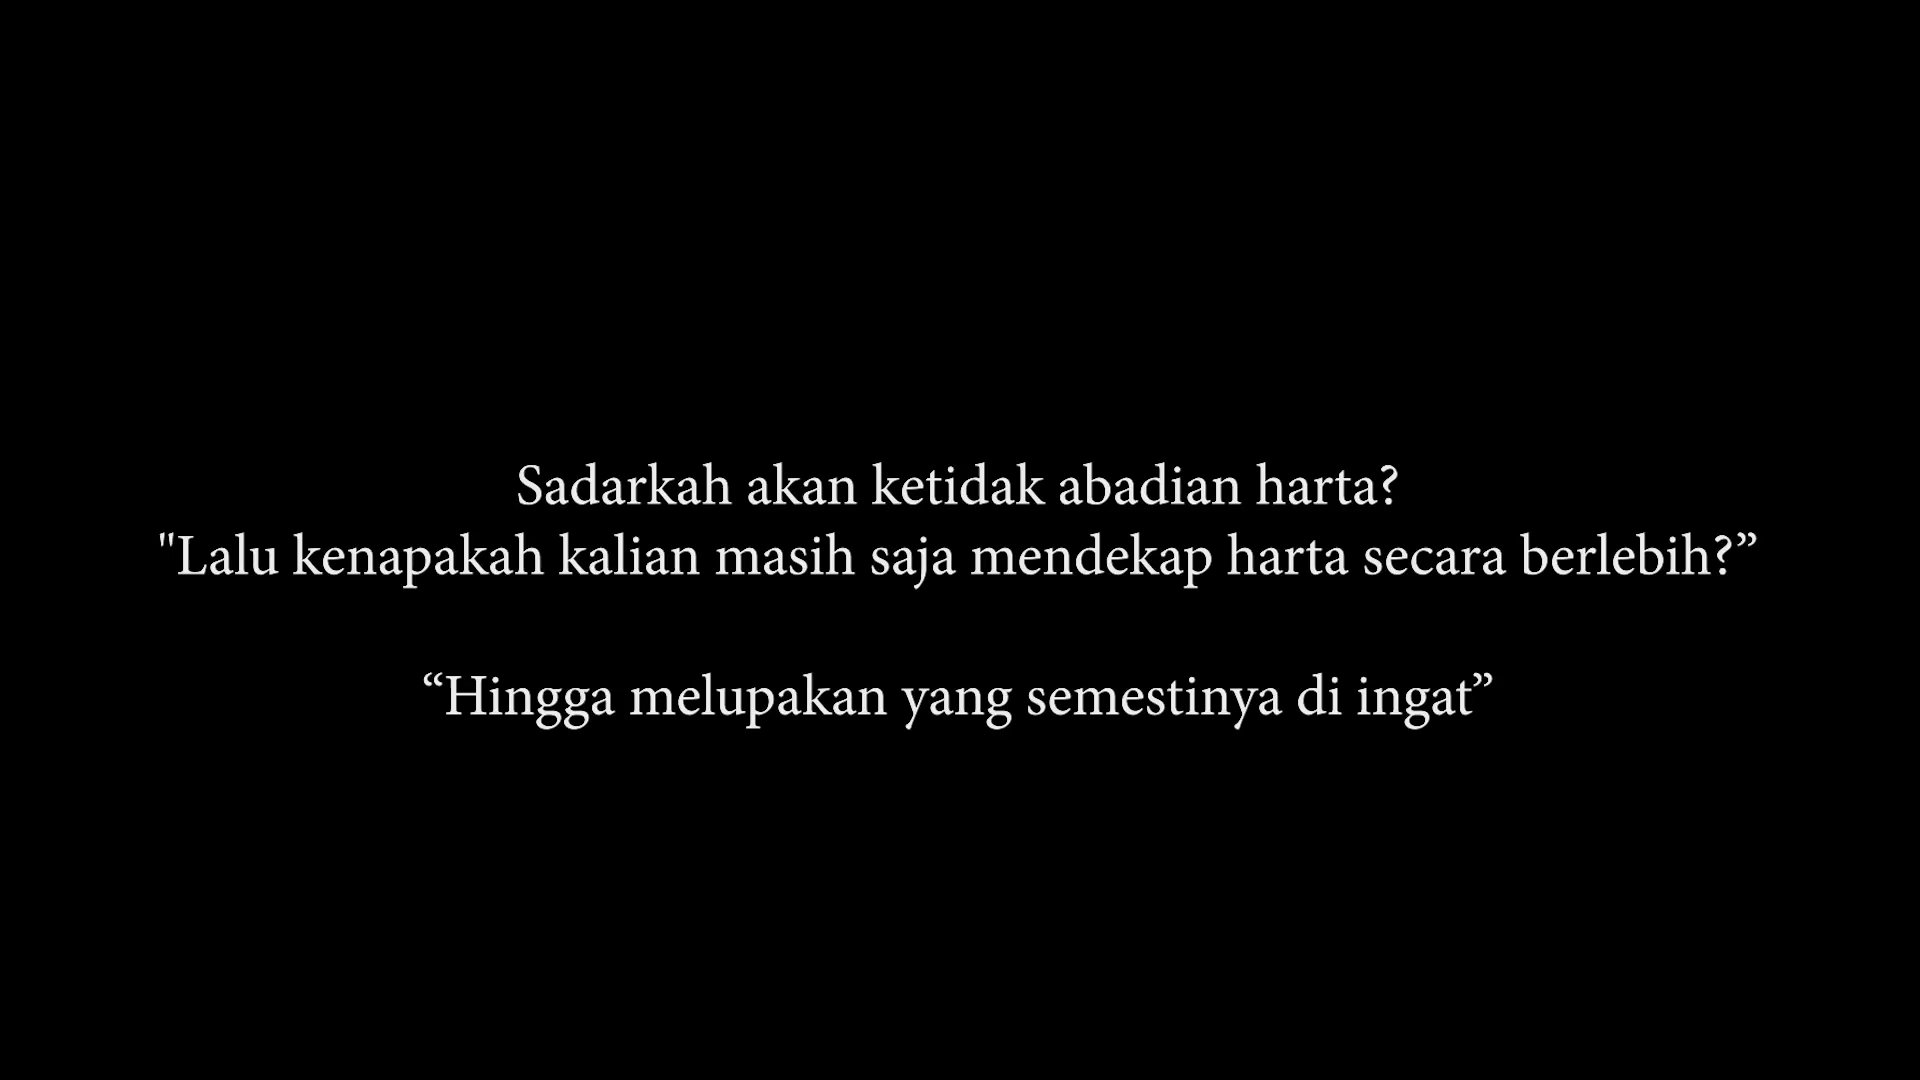 Sadarkah akan ketidak abadian harta?
"Lalu kenapakah kalian masih saja mendekap harta secara berlebih?”
“Hingga melupakan yang semestinya di ingat”